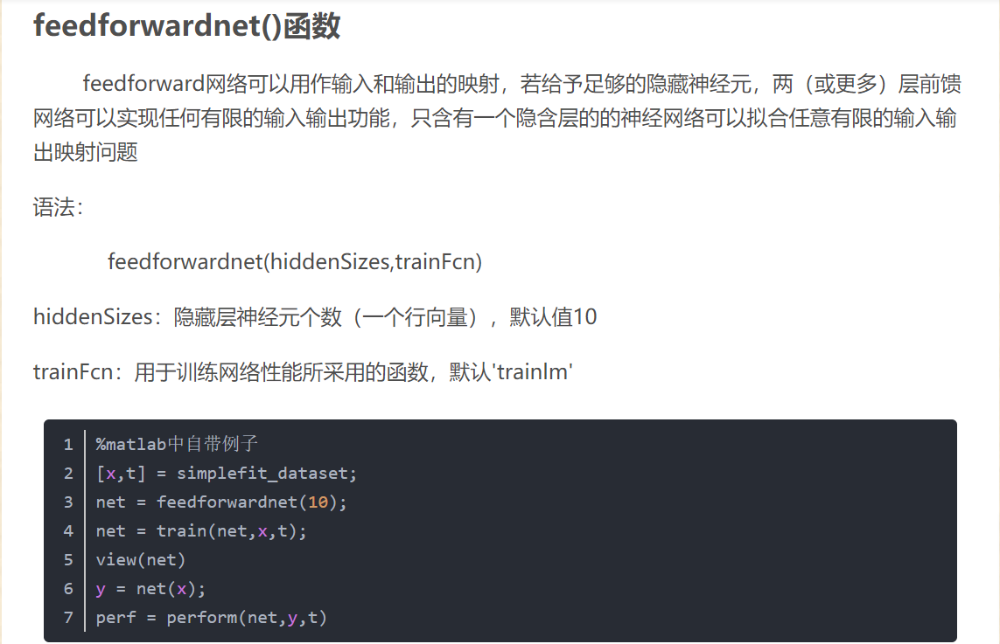 feedforwardnet()函数
feedforward网络可以用作输入和输出的映射，若给予足够的隐藏神经元，两（或更多）层前馈
网络可以实现任何有限的输入输出功能，只含有一个隐含层的的神经网络可以拟合任意有限的输入输
出映射问题
语法：
feedforwardnet(hiddenSizes,trainFcn)
hiddenSizes：隐藏层神经元个数（一个行向量），默认值10
trainFcn：用于训练网络性能所采用的函数，默认'trainlm'
1 %matlab中自带例子
2 [x,t] = simplefit_dataset;
3 net = feedforwardnet(10);
4 net = train(net,x,t);
5 view(net)
6 y = net(x);
7 perf = perform(net,y,t)